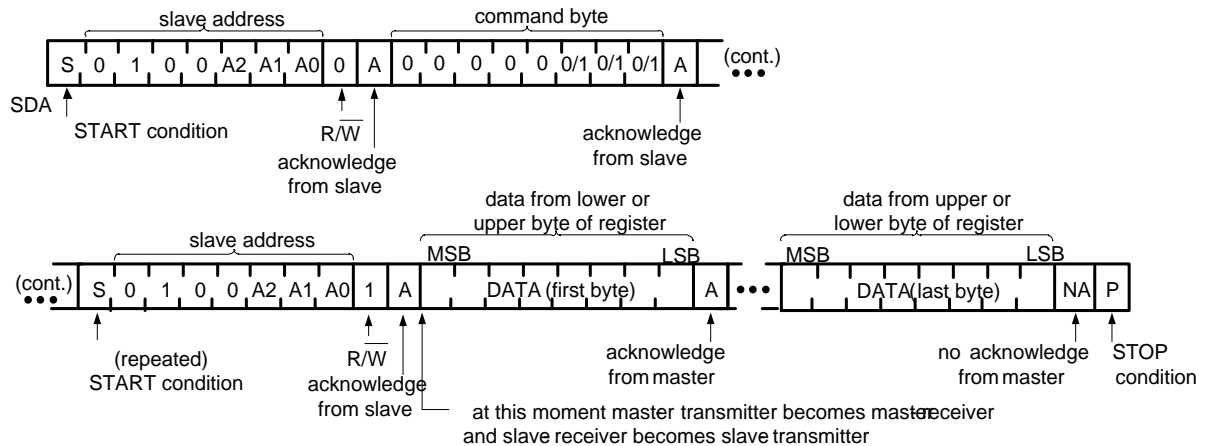 slave address
command byte
S 0 1 0 0 A2 A1 A0 0 A 0 0 0 0 0 0/1 0/1 0/1 A (cont.)
SDA
START condition
R/W
acknowledge
from slave
acknowledge
from slave
data from lower or
upper byte of register
data from upper or
lower byte of register
slave address
MSB
LSB
MSB
LSB
(cont.) S 0 1 0 0 A2 A1 A0 1 A DATA (first byte) A DATA (last byte) NA P
(repeated)
START condition
R/W
acknowledge
from slave
acknowledge
from master
no acknowledge
from master
STOP
condition
at this moment master transmitter becomes master-receiver
and slave receiver becomes slave transmitter